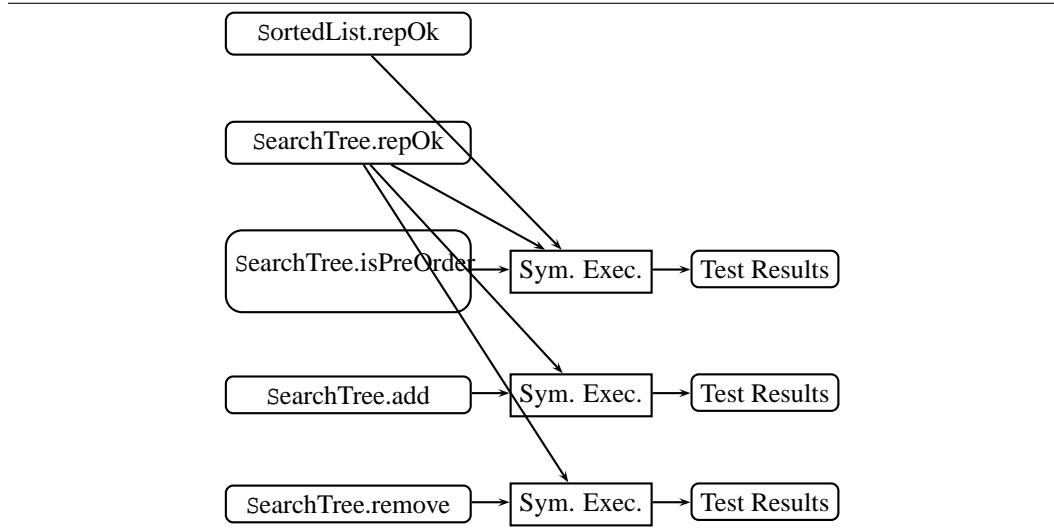 SortedList.repOk
SearchTree.repOk
SearchTree.isPreOrder
Sym. Exec.
Test Results
SearchTree.add
Sym. Exec.
Test Results
SearchTree.remove
Sym. Exec.
Test Results